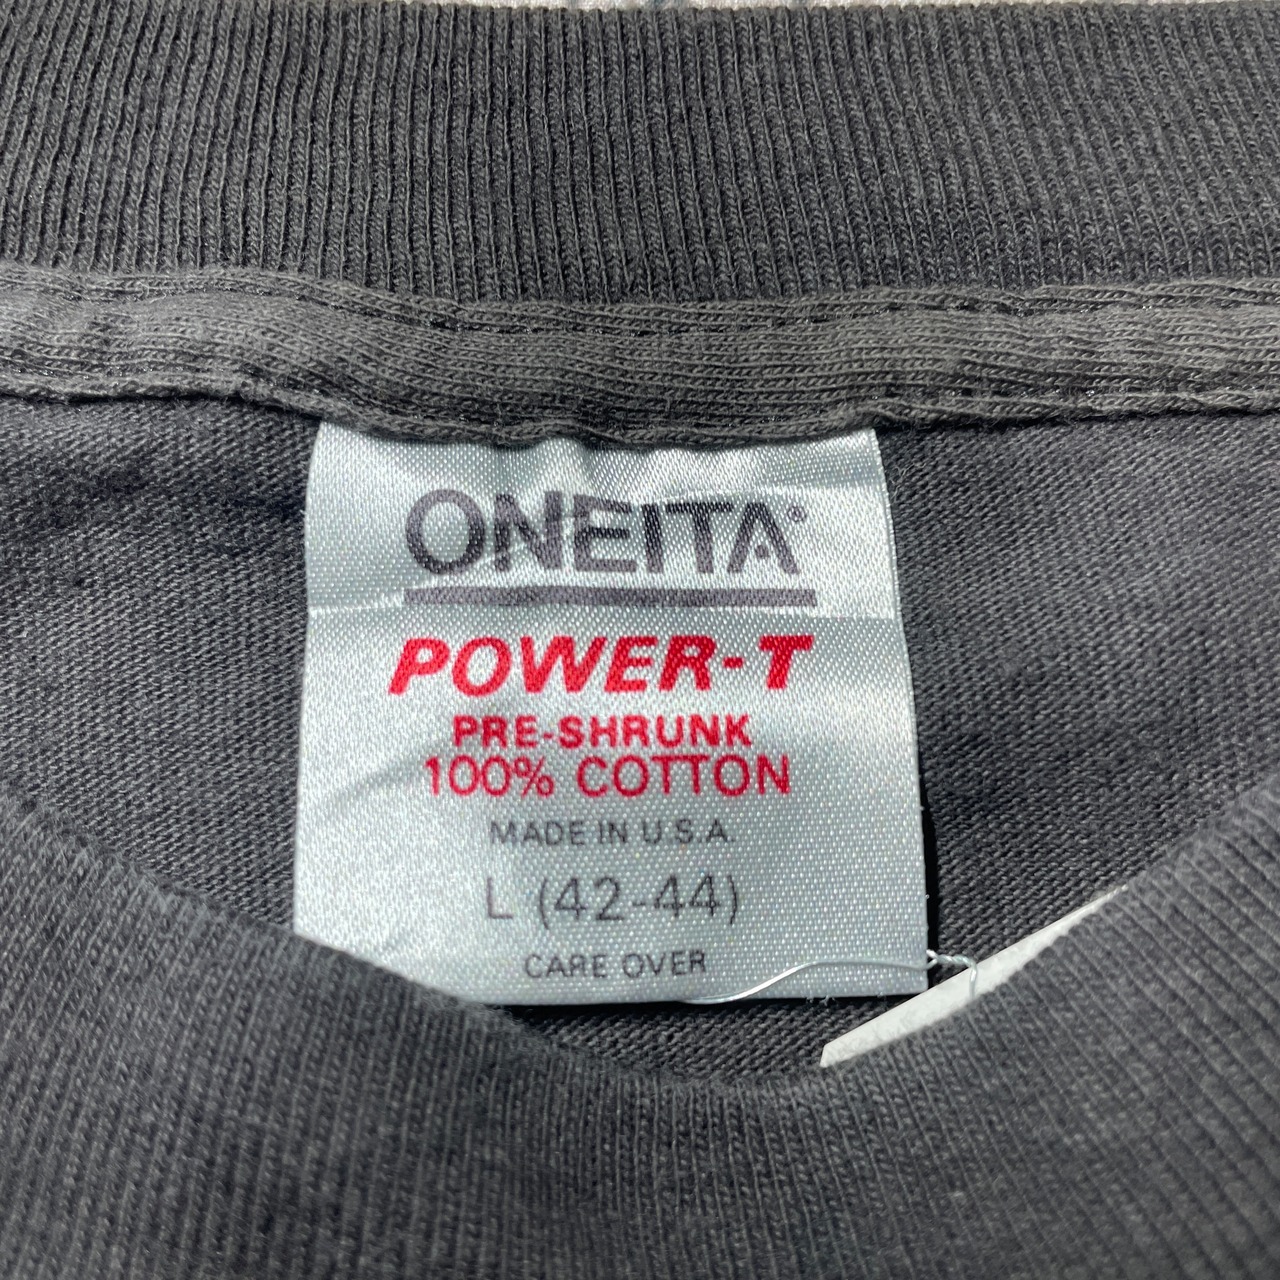 ONEITA®
POWER-T
PRE-SHRUNK
100% COTTON
MADE IN U.S.A.
L (42-44)
CARE OVER